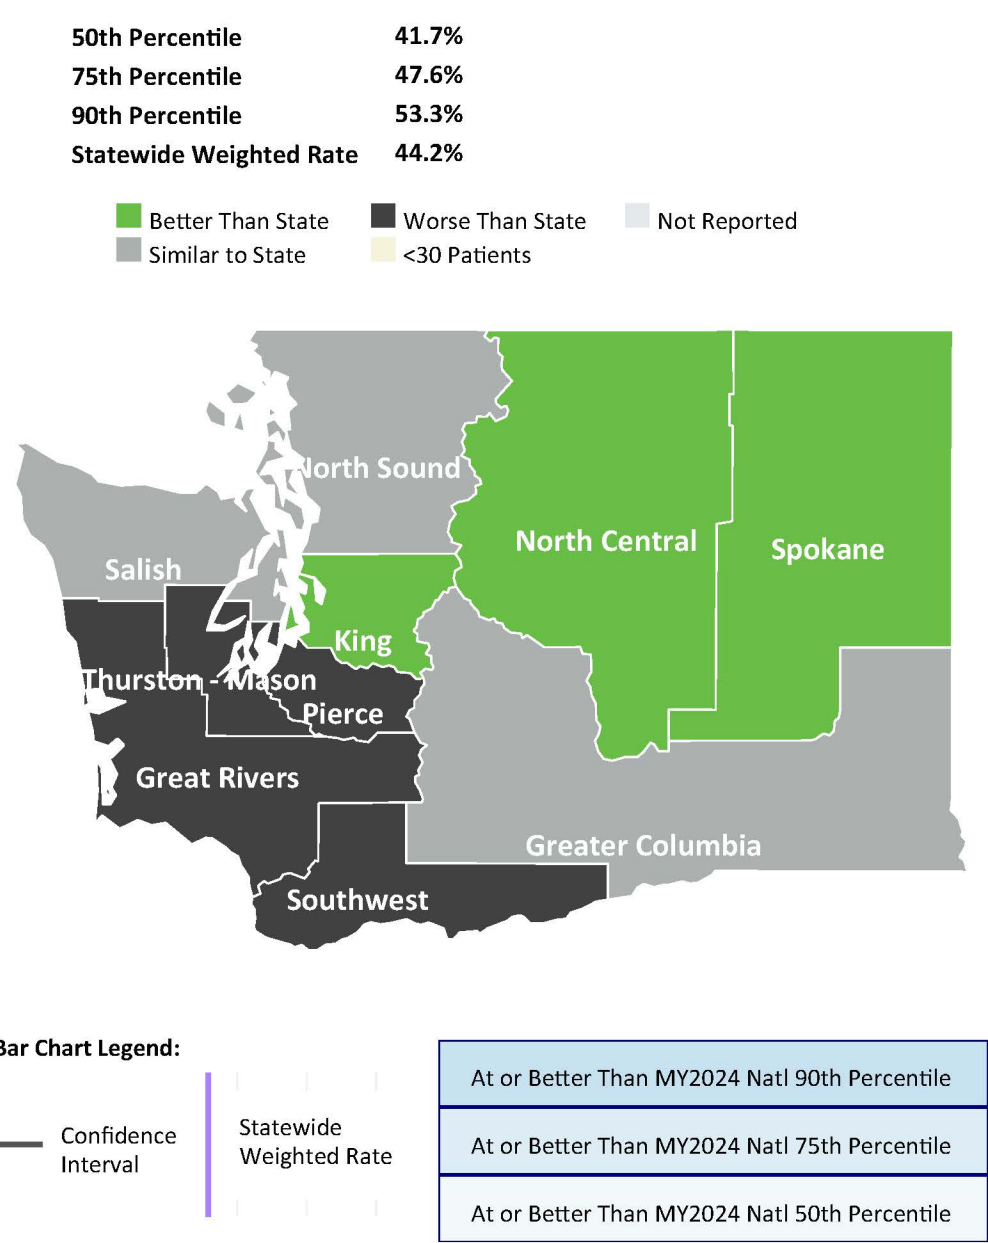 50th Percentile 41.7%
75th Percentile 47.6%
90th Percentile 53.3%
Statewide Weighted Rate 44.2%
Better Than State Worse Than State Not Reported
Similar to State <30 Patients
North Sound
North Central
Spokane
Salish
King
Thurston - Mason
Pierce
Great Rivers
Greater Columbia
Southwest
Bar Chart Legend:
Confidence
Interval
Statewide
Weighted Rate
At or Better Than MY2024 Natl 90th Percentile
At or Better Than MY2024 Natl 75th Percentile
At or Better Than MY2024 Natl 50th Percentile